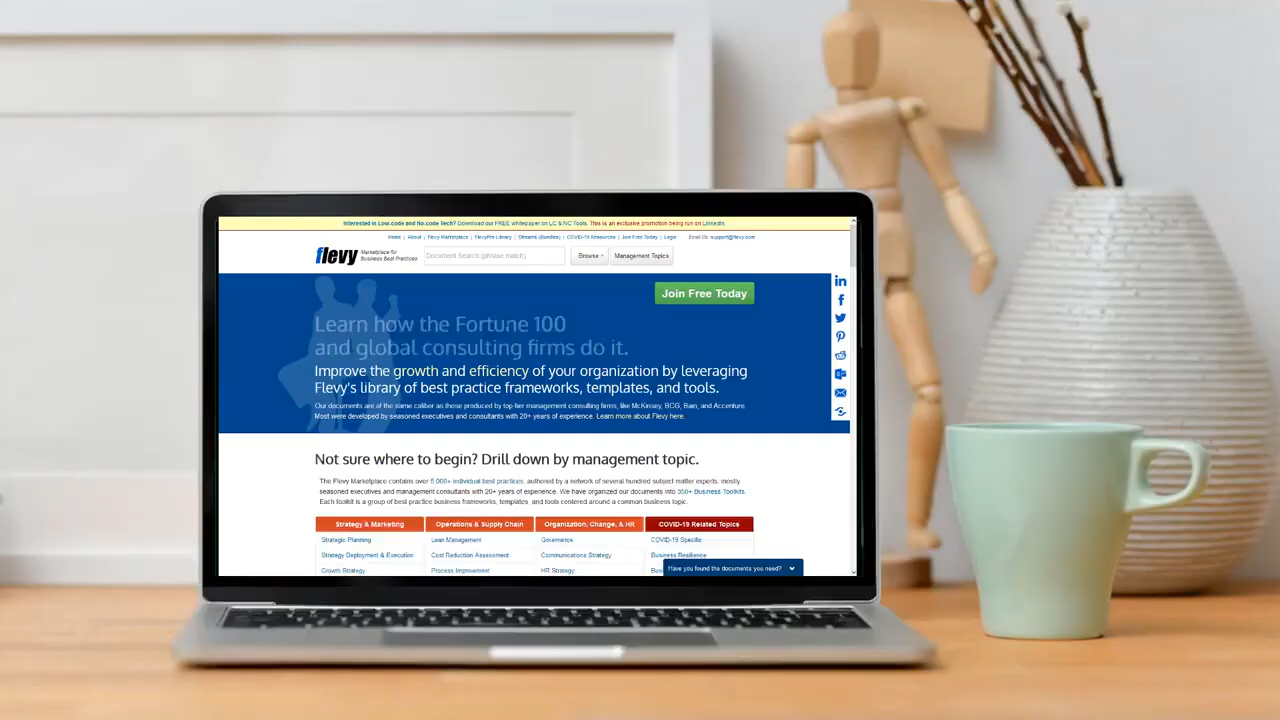 Interested in Low-code and No-code Tech? Download our FREE whitepaper on LC & NC Tools. This is an exclusive promotion being run on LinkedIn.
Home | About | Flevy Marketplace | FlevyPro Library | Streams (Bundles) | COVID-19 Resources | Join Free Today | Login Email Us: support@flevy.com
flevy Marketplace for Business Best Practices
Document Search (phrase match)
Browse
Management Topics
Join Free Today
Learn how the Fortune 100
and global consulting firms do it.
Improve the growth and efficiency of your organization by leveraging
Flevy's library of best practice frameworks, templates, and tools.
Our documents are of the same caliber as those produced by top-tier management consulting firms, like McKinsey, BCG, Bain, and Accenture.
Most were developed by seasoned executives and consultants with 20+ years of experience. Learn more about Flevy here.
Not sure where to begin? Drill down by management topic.
The Flevy Marketplace contains over 5,000+ individual best practices, authored by a network of several hundred subject matter experts, mostly
seasoned executives and management consultants with 20+ years of experience. We have organized our documents into 350+ Business Toolkits.
Each toolkit is a group of best practice business frameworks, templates, and tools centered around a common business topic.
Strategy & Marketing Operations & Supply Chain Organization, Change, & HR COVID-19 Related Topics
Strategic Planning Lean Management Governance COVID-19 Specific
Strategy Deployment & Execution Cost Reduction Assessment Communications Strategy Business Resilience
Growth Strategy Process Improvement HR Strategy
Have you found the documents you need?